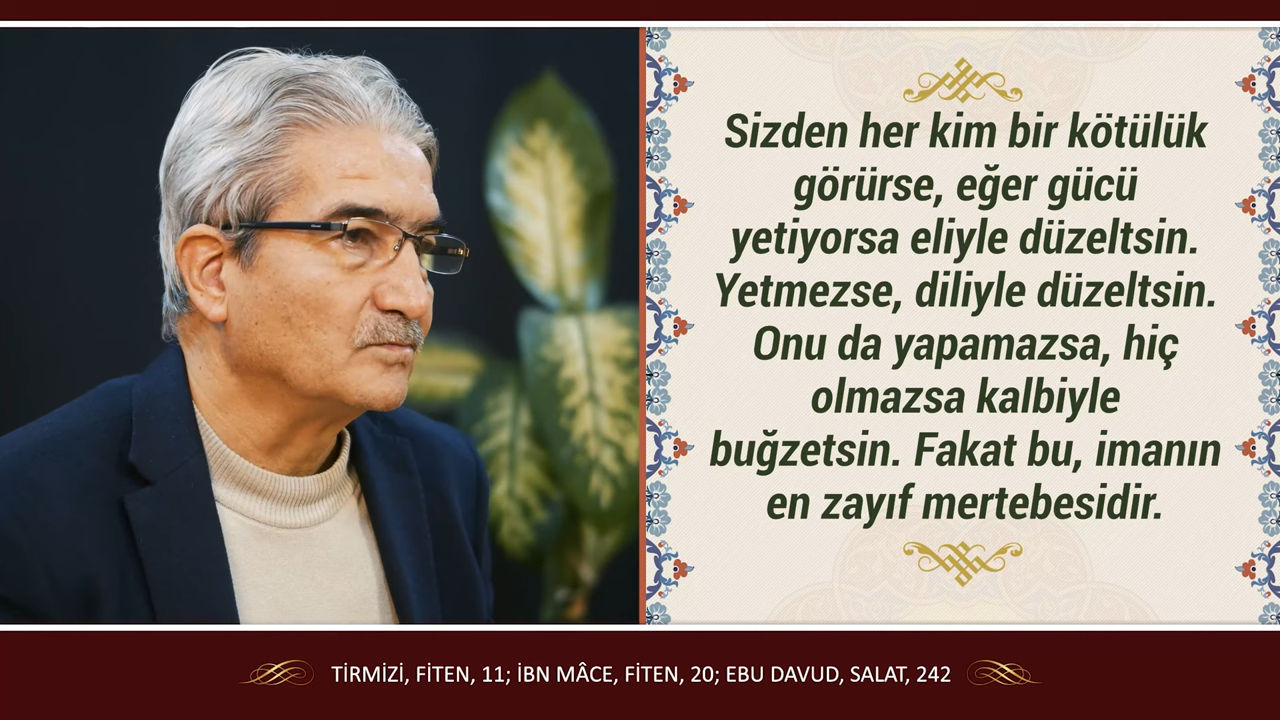 Sizden her kim bir kötülük
görürse, eğer gücü
yetiyorsa eliyle düzeltsin.
Yetmezse, diliyle düzeltsin.
Onu da yapamazsa, hiç
olmazsa kalbiyle
buğzetsin. Fakat bu, imanın
en zayıf mertebesidir.
TİRMİZİ, FİTEN, 11; İBN MÂCE, FİTEN, 20; EBU DAVUD, SALAT, 242